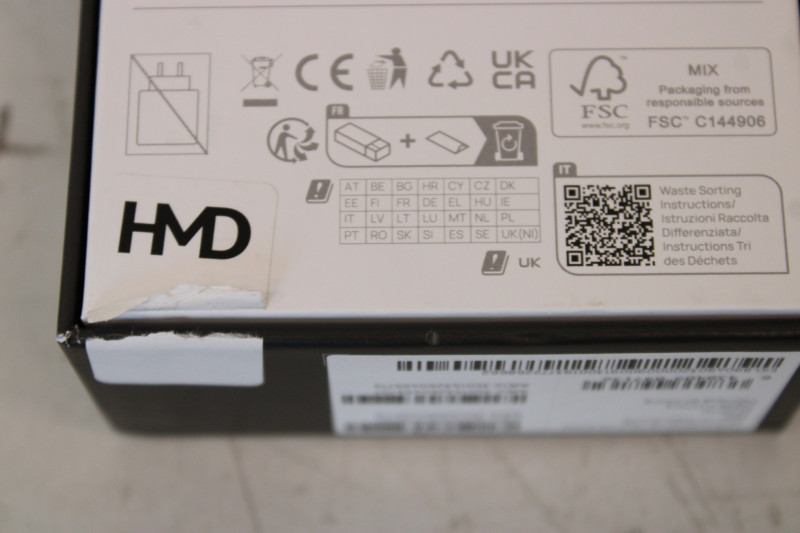 CE
UK
CA
FSC
www.fsc.org
MIX
Packaging from
responsible sources
FSC™ C144906
FR
+
AT BE BG HR CY CZ DK
EE FI FR DE EL HU IE
IT LV LT LU MT NL PL
PT RO SK SI ES SE UK(NI)
UK
IT
Waste Sorting
Instructions/
Istruzioni Raccolta
Differenziata/
Instructions Tri
des Déchets
HMD